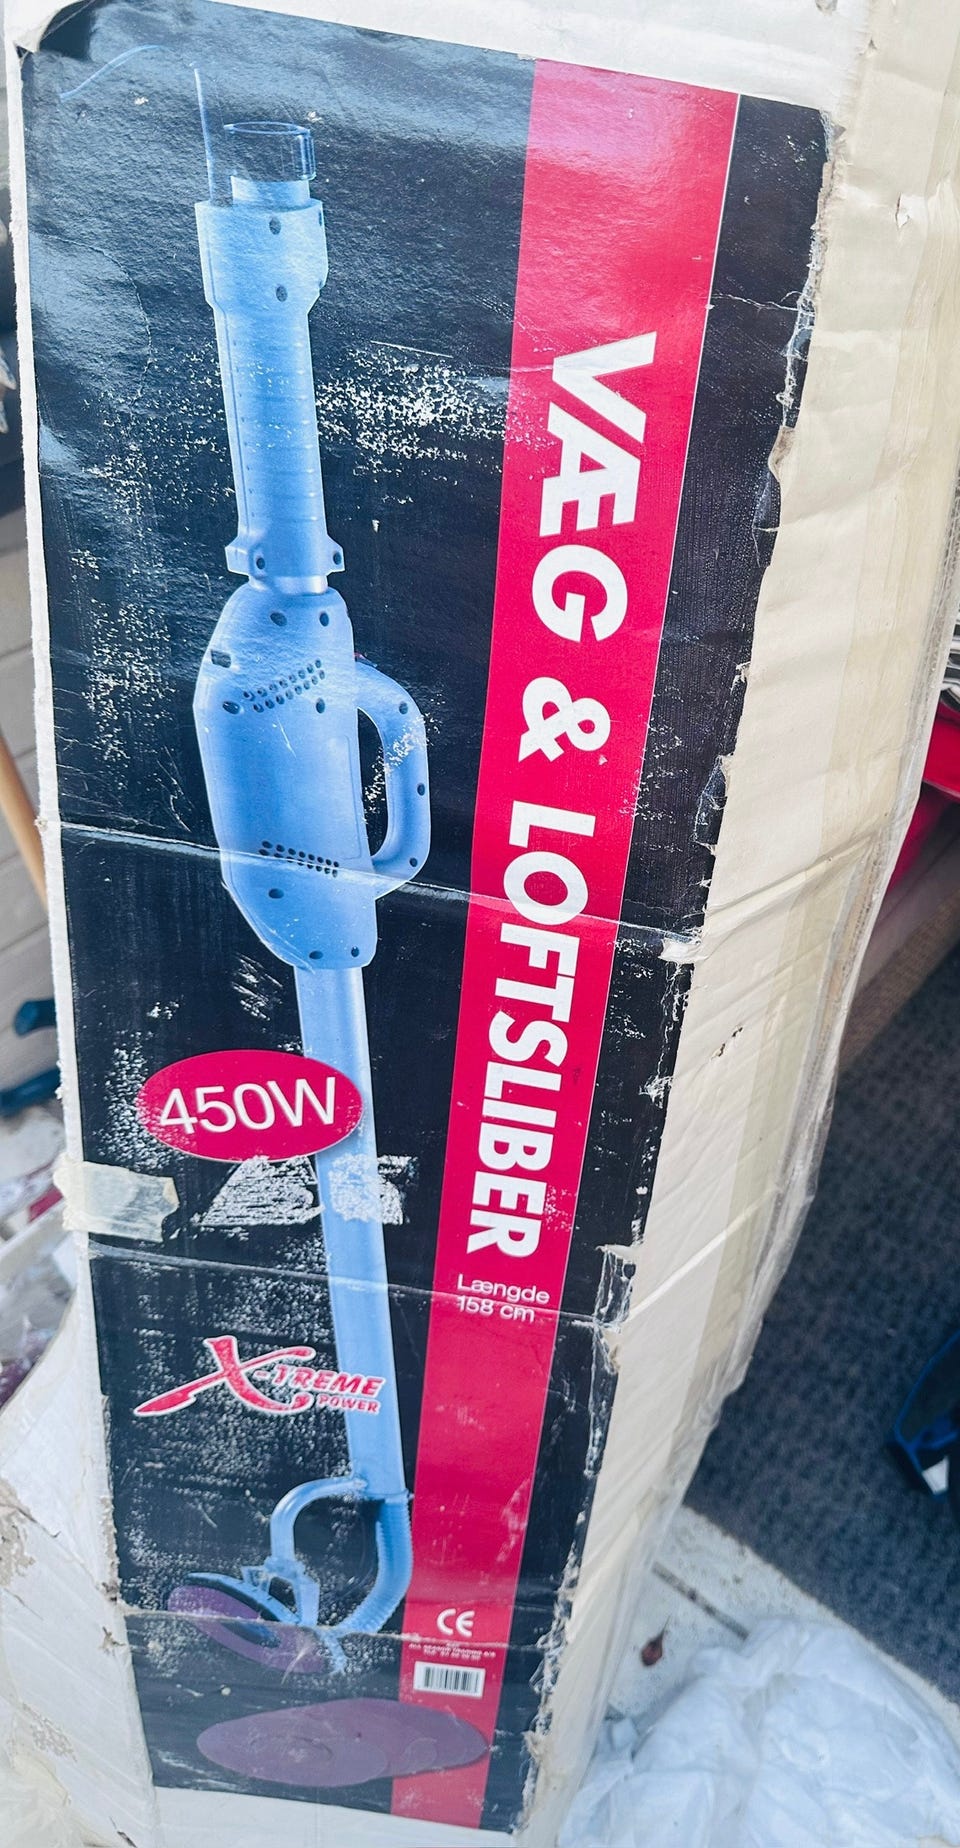 VÆG & LOFTSLIBER
Længde
158 cm
450W
X-TREME
POWER
CE